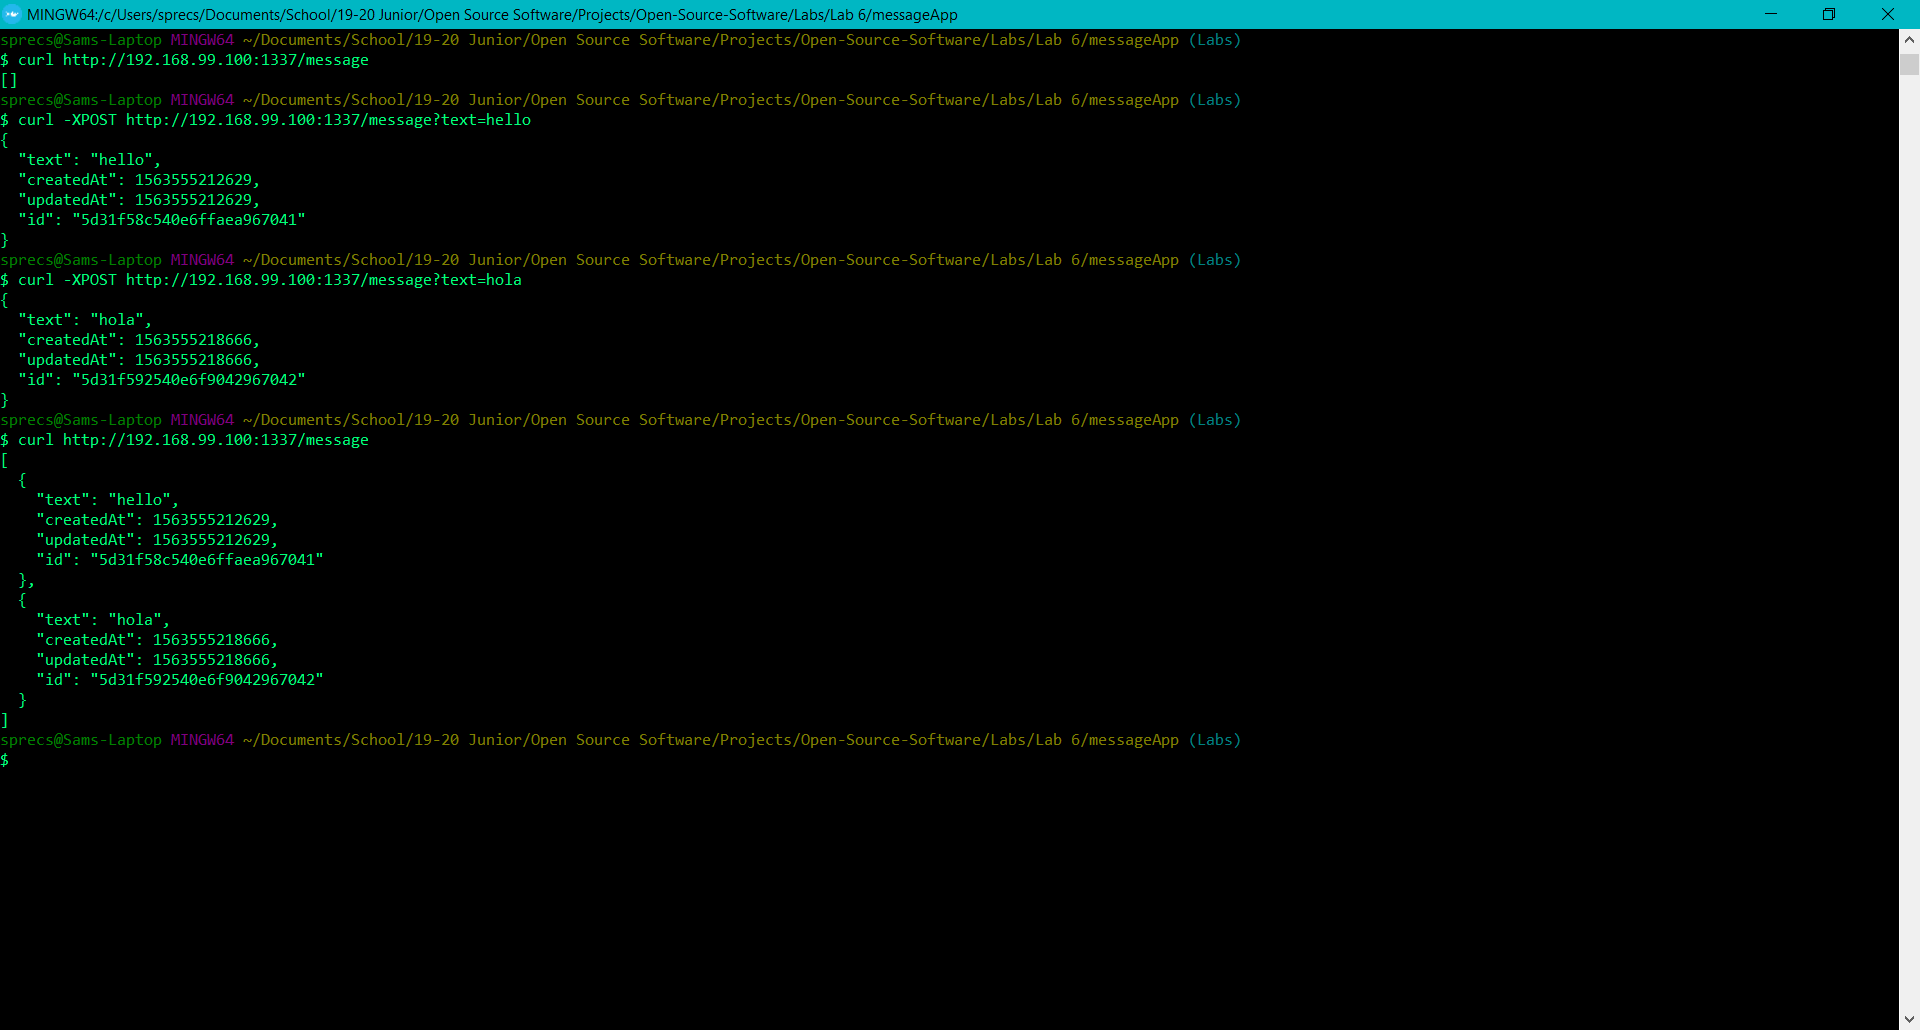 MINGW64:/c/Users/sprecs/Documents/School/19-20 Junior/Open Source Software/Projects/Open-Source-Software/Labs/Lab 6/messageApp
sprecs@Sams-Laptop MINGW64 ~/Documents/School/19-20 Junior/Open Source Software/Projects/Open-Source-Software/Labs/Lab 6/messageApp (Labs)
$ curl http://192.168.99.100:1337/message
[]
sprecs@Sams-Laptop MINGW64 ~/Documents/School/19-20 Junior/Open Source Software/Projects/Open-Source-Software/Labs/Lab 6/messageApp (Labs)
$ curl -XPOST http://192.168.99.100:1337/message?text=hello
{
  "text": "hello",
  "createdAt": 1563555212629,
  "updatedAt": 1563555212629,
  "id": "5d31f58c540e6ffaea967041"
}
sprecs@Sams-Laptop MINGW64 ~/Documents/School/19-20 Junior/Open Source Software/Projects/Open-Source-Software/Labs/Lab 6/messageApp (Labs)
$ curl -XPOST http://192.168.99.100:1337/message?text=hola
{
  "text": "hola",
  "createdAt": 1563555218666,
  "updatedAt": 1563555218666,
  "id": "5d31f592540e6f9042967042"
}
sprecs@Sams-Laptop MINGW64 ~/Documents/School/19-20 Junior/Open Source Software/Projects/Open-Source-Software/Labs/Lab 6/messageApp (Labs)
$ curl http://192.168.99.100:1337/message
[
  {
    "text": "hello",
    "createdAt": 1563555212629,
    "updatedAt": 1563555212629,
    "id": "5d31f58c540e6ffaea967041"
  },
  {
    "text": "hola",
    "createdAt": 1563555218666,
    "updatedAt": 1563555218666,
    "id": "5d31f592540e6f9042967042"
  }
]
sprecs@Sams-Laptop MINGW64 ~/Documents/School/19-20 Junior/Open Source Software/Projects/Open-Source-Software/Labs/Lab 6/messageApp (Labs)
$